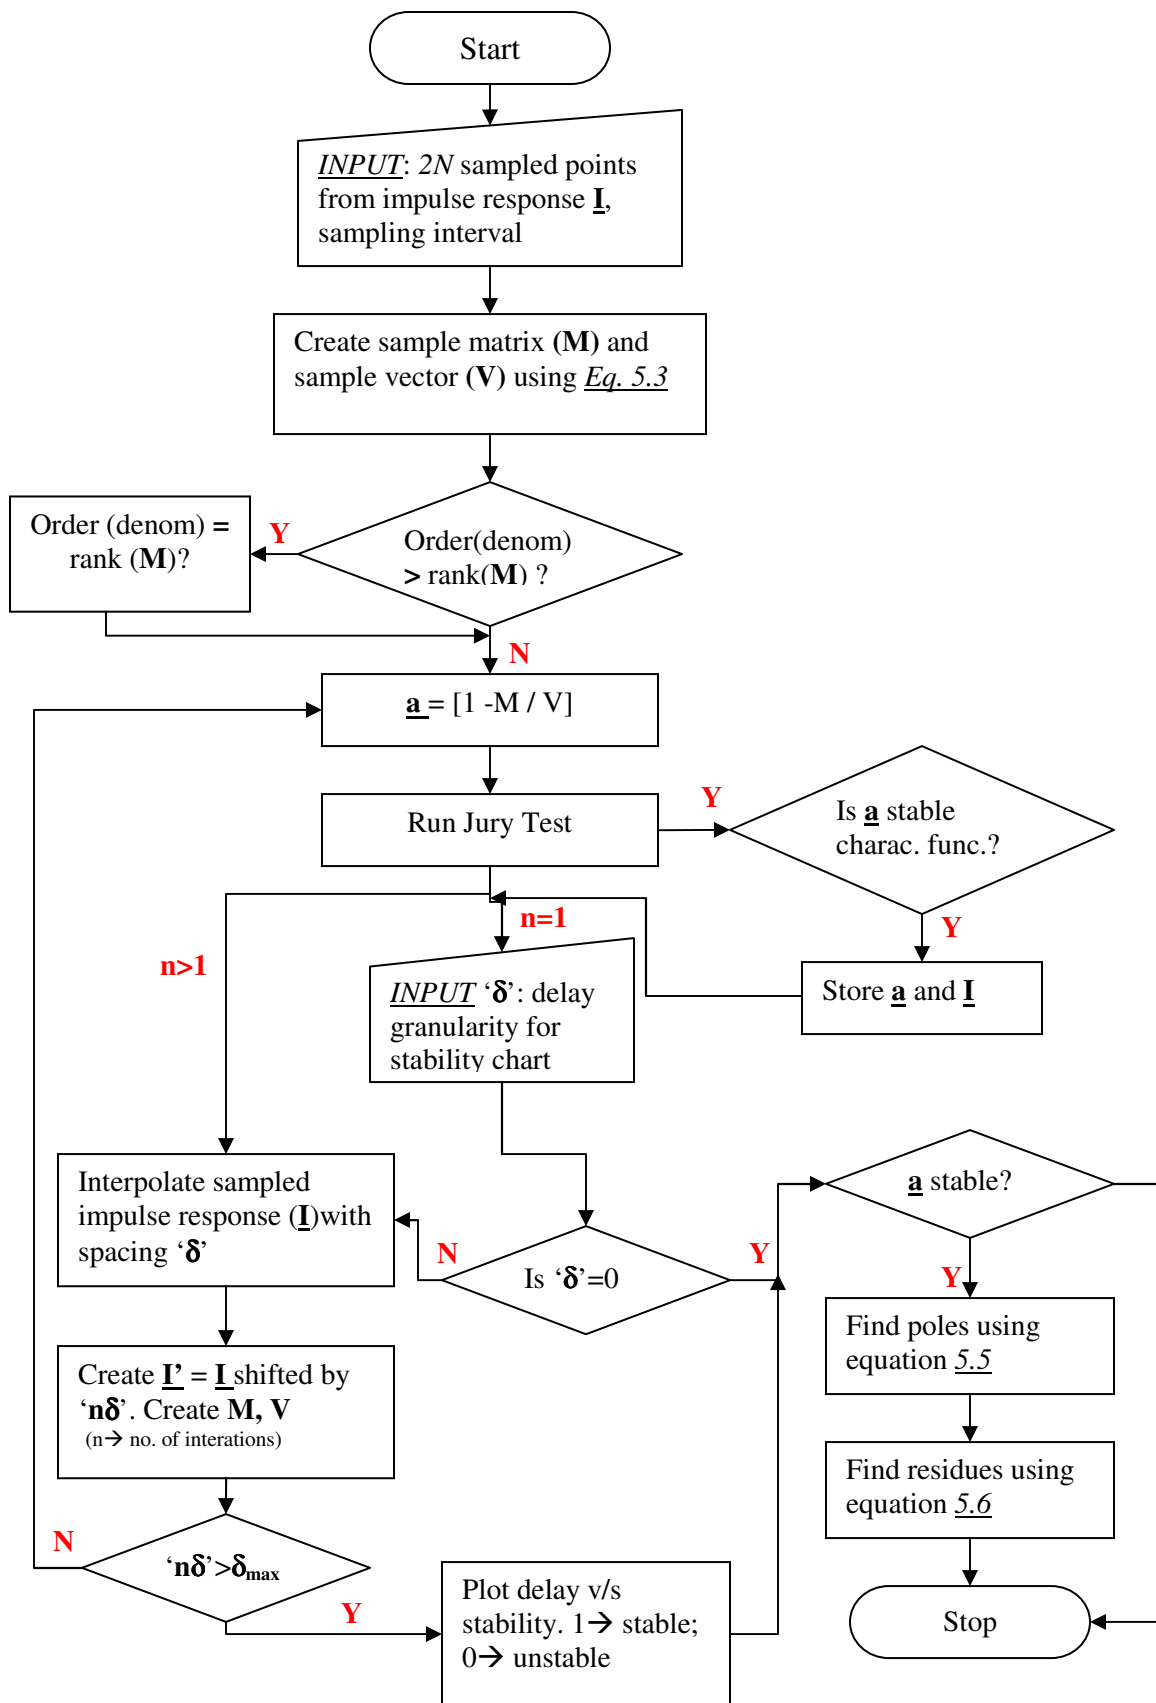 Start
INPUT: 2N sampled points
from impulse response I,
sampling interval
Create sample matrix (M) and
sample vector (V) using Eq. 5.3
Order (denom) =
rank (M)?
Y
Order(denom)
> rank(M) ?
N
a = [1 -M / V]
Run Jury Test
Y
Is a stable
charac. func.?
Y
Store a and I
n=1
n>1
INPUT ‘δ’: delay
granularity for
stability chart
Interpolate sampled
impulse response (I)with
spacing ‘δ’
N
Is ‘δ’=0
Y
a stable?
Y
Find poles using
equation 5.5
Create I’ = I shifted by
‘nδ’. Create M, V
(n→ no. of interations)
Find residues using
equation 5.6
N
‘nδ’>δmax
Y
Plot delay v/s
stability. 1→ stable;
0→ unstable
Stop